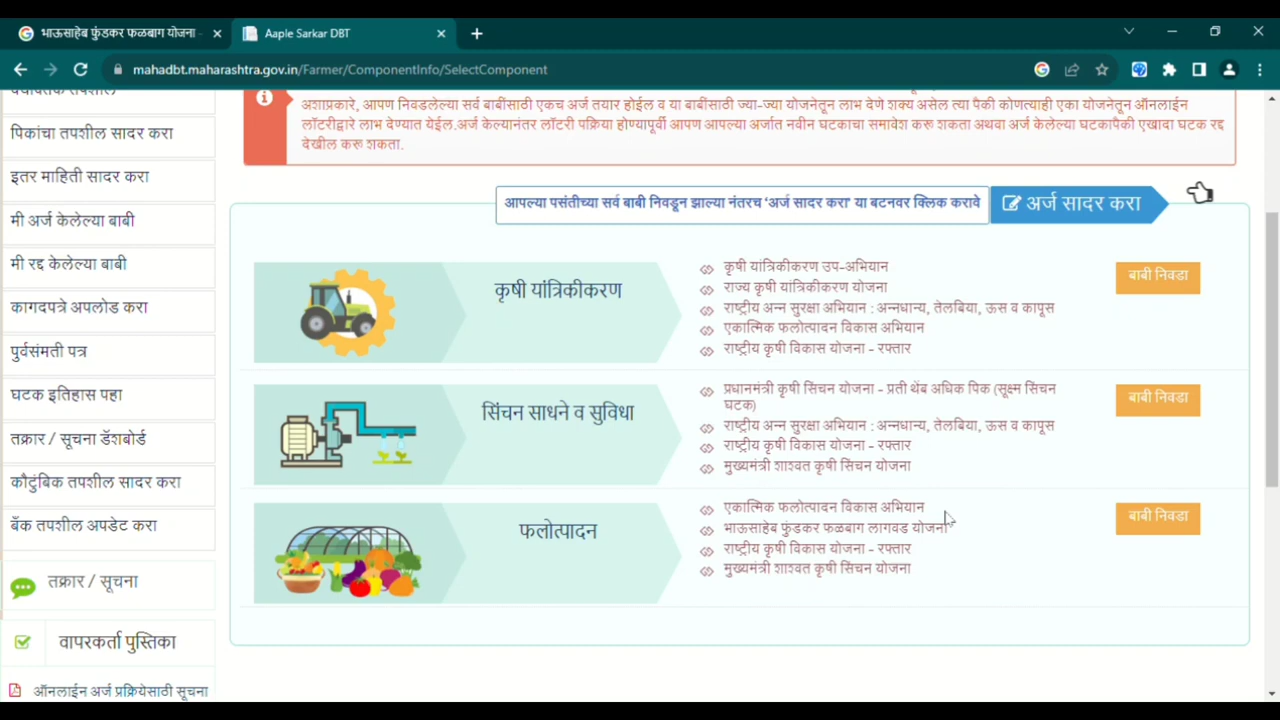 भाऊसाहेब फुंडकर फळबाग योजना -
Aaple Sarkar DBT
mahadbt.maharashtra.gov.in/Farmer/ComponentInfo/SelectComponent
पिकांचा तपशील सादर करा
इतर माहिती सादर करा
मी अर्ज केलेल्या बाबी
मी रद्द केलेल्या बाबी
कागदपत्रे अपलोड करा
पुर्वसंमती पत्र
घटक इतिहास पहा
तक्रार / सूचना डॅशबोर्ड
कौटुंबिक तपशील सादर करा
बँक तपशील अपडेट करा
तक्रार / सूचना
वापरकर्ता पुस्तिका
ऑनलाईन अर्ज प्रक्रियेसाठी सूचना
अशाप्रकारे, आपण निवडलेल्या सर्व बाबींसाठी एकच अर्ज तयार होईल व या बाबींसाठी ज्या-ज्या योजनेतून लाभ देणे शक्य असेल त्या पैकी कोणत्याही एका योजनेतून ऑनलाईन
लॉटरीद्वारे लाभ देण्यात येईल.अर्ज केल्यानंतर लॉटरी पक्रिया होण्यापूर्वी आपण आपल्या अर्जात नवीन घटकाचा समावेश करू शकता अथवा अर्ज केलेल्या घटकापैकी एखादा घटक रद्द
देखील करू शकता.
आपल्या पसंतीच्या सर्व बाबी निवडून झाल्या नंतरच ‘अर्ज सादर करा’ या बटनवर क्लिक करावे
अर्ज सादर करा
कृषी यांत्रिकीकरण
कृषी यांत्रिकीकरण उप-अभियान
राज्य कृषी यांत्रिकीकरण योजना
राष्ट्रीय अन्न सुरक्षा अभियान : अन्नधान्य, तेलबिया, ऊस व कापूस
एकात्मिक फलोत्पादन विकास अभियान
राष्ट्रीय कृषी विकास योजना - रफ्तार
बाबी निवडा
सिंचन साधने व सुविधा
प्रधानमंत्री कृषी सिंचन योजना - प्रती थेंब अधिक पिक (सूक्ष्म सिंचन
घटक)
राष्ट्रीय अन्न सुरक्षा अभियान : अन्नधान्य, तेलबिया, ऊस व कापूस
राष्ट्रीय कृषी विकास योजना - रफ्तार
मुख्यमंत्री शाश्वत कृषी सिंचन योजना
बाबी निवडा
फलोत्पादन
एकात्मिक फलोत्पादन विकास अभियान
भाऊसाहेब फुंडकर फळबाग लागवड योजना
राष्ट्रीय कृषी विकास योजना - रफ्तार
मुख्यमंत्री शाश्वत कृषी सिंचन योजना
बाबी निवडा